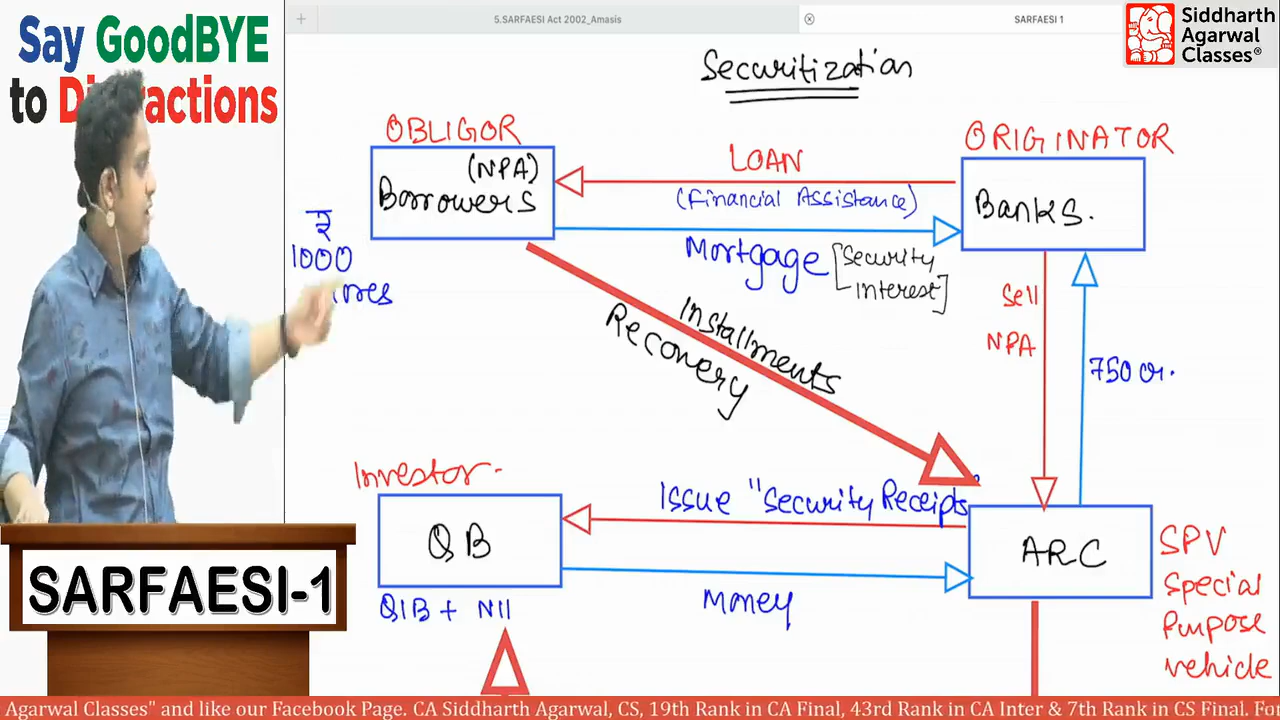 Say GoodBYE
to D actions
5.SARFAESI Act 2002_Amasis
SARFAESI 1
Siddharth
Agarwal
Classes®
Securitization
OBLIGOR
(NPA)
Borrowers
LOAN
(Financial Assistance)
ORIGINATOR
Banks.
Mortgage [Security
interest]
₹
1000
Sell
NPA
750 cr.
Installments
Recovery
Investor.
QB
QIB + NII
Issue "Security Receipts"
Money
ARC
SPV
Special
Purpose
Vehicle
SARFAESI-1
Agarwal Classes" and like our Facebook Page. CA Siddharth Agarwal, CS, 19th Rank in CA Final, 43rd Rank in CA Inter & 7th Rank in CS Final. Fo